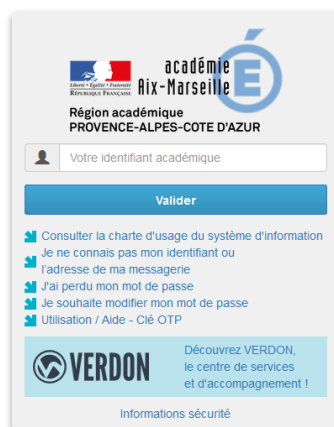 académie
Aix-Marseille
Liberté • Égalité • Fraternité
RÉPUBLIQUE FRANÇAISE
Région académique
PROVENCE-ALPES-COTE D'AZUR
Votre identifiant académique
Valider
Consulter la charte d'usage du système d'information
Je ne connais pas mon identifiant ou
l'adresse de ma messagerie
J'ai perdu mon mot de passe
Je souhaite modifier mon mot de passe
Utilisation / Aide - Clé OTP
VERDON
Découvrez VERDON,
le centre de services
et d'accompagnement !
Informations sécurité